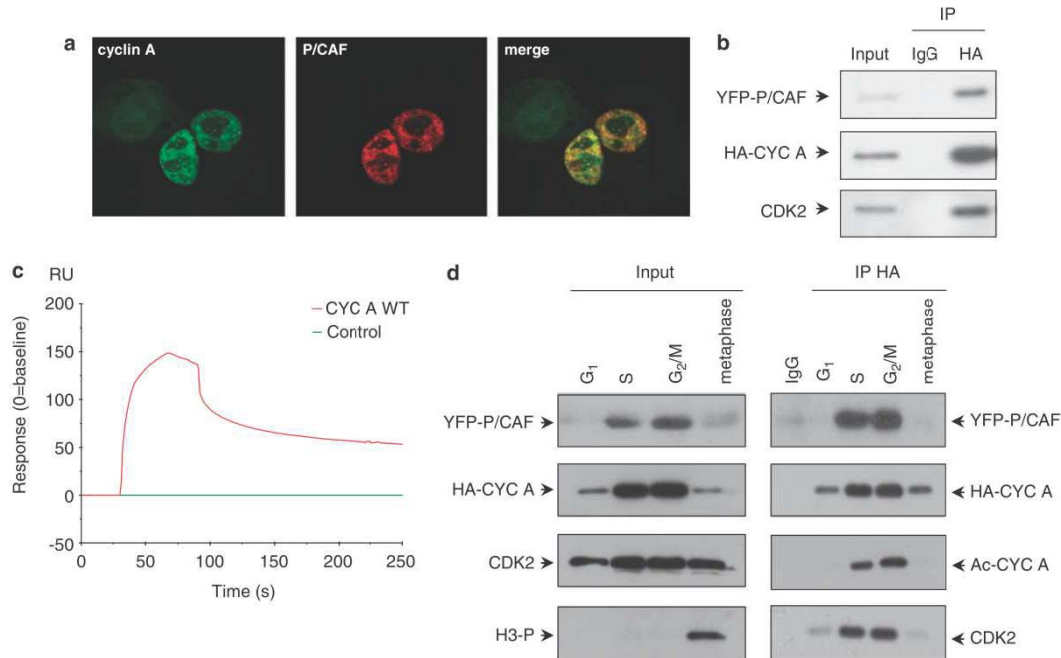 a
cyclin A
P/CAF
merge
b
IP
Input IgG HA
YFP-P/CAF
HA-CYC A
CDK2
c
RU
200
150
100
50
0
-50
0 50 100 150 200 250
Response (0=baseline)
Time (s)
CYC A WT
Control
d
Input
IP HA
G1 S G2/M metaphase
IgG G1 S G2/M metaphase
YFP-P/CAF
YFP-P/CAF
HA-CYC A
HA-CYC A
CDK2
Ac-CYC A
H3-P
CDK2